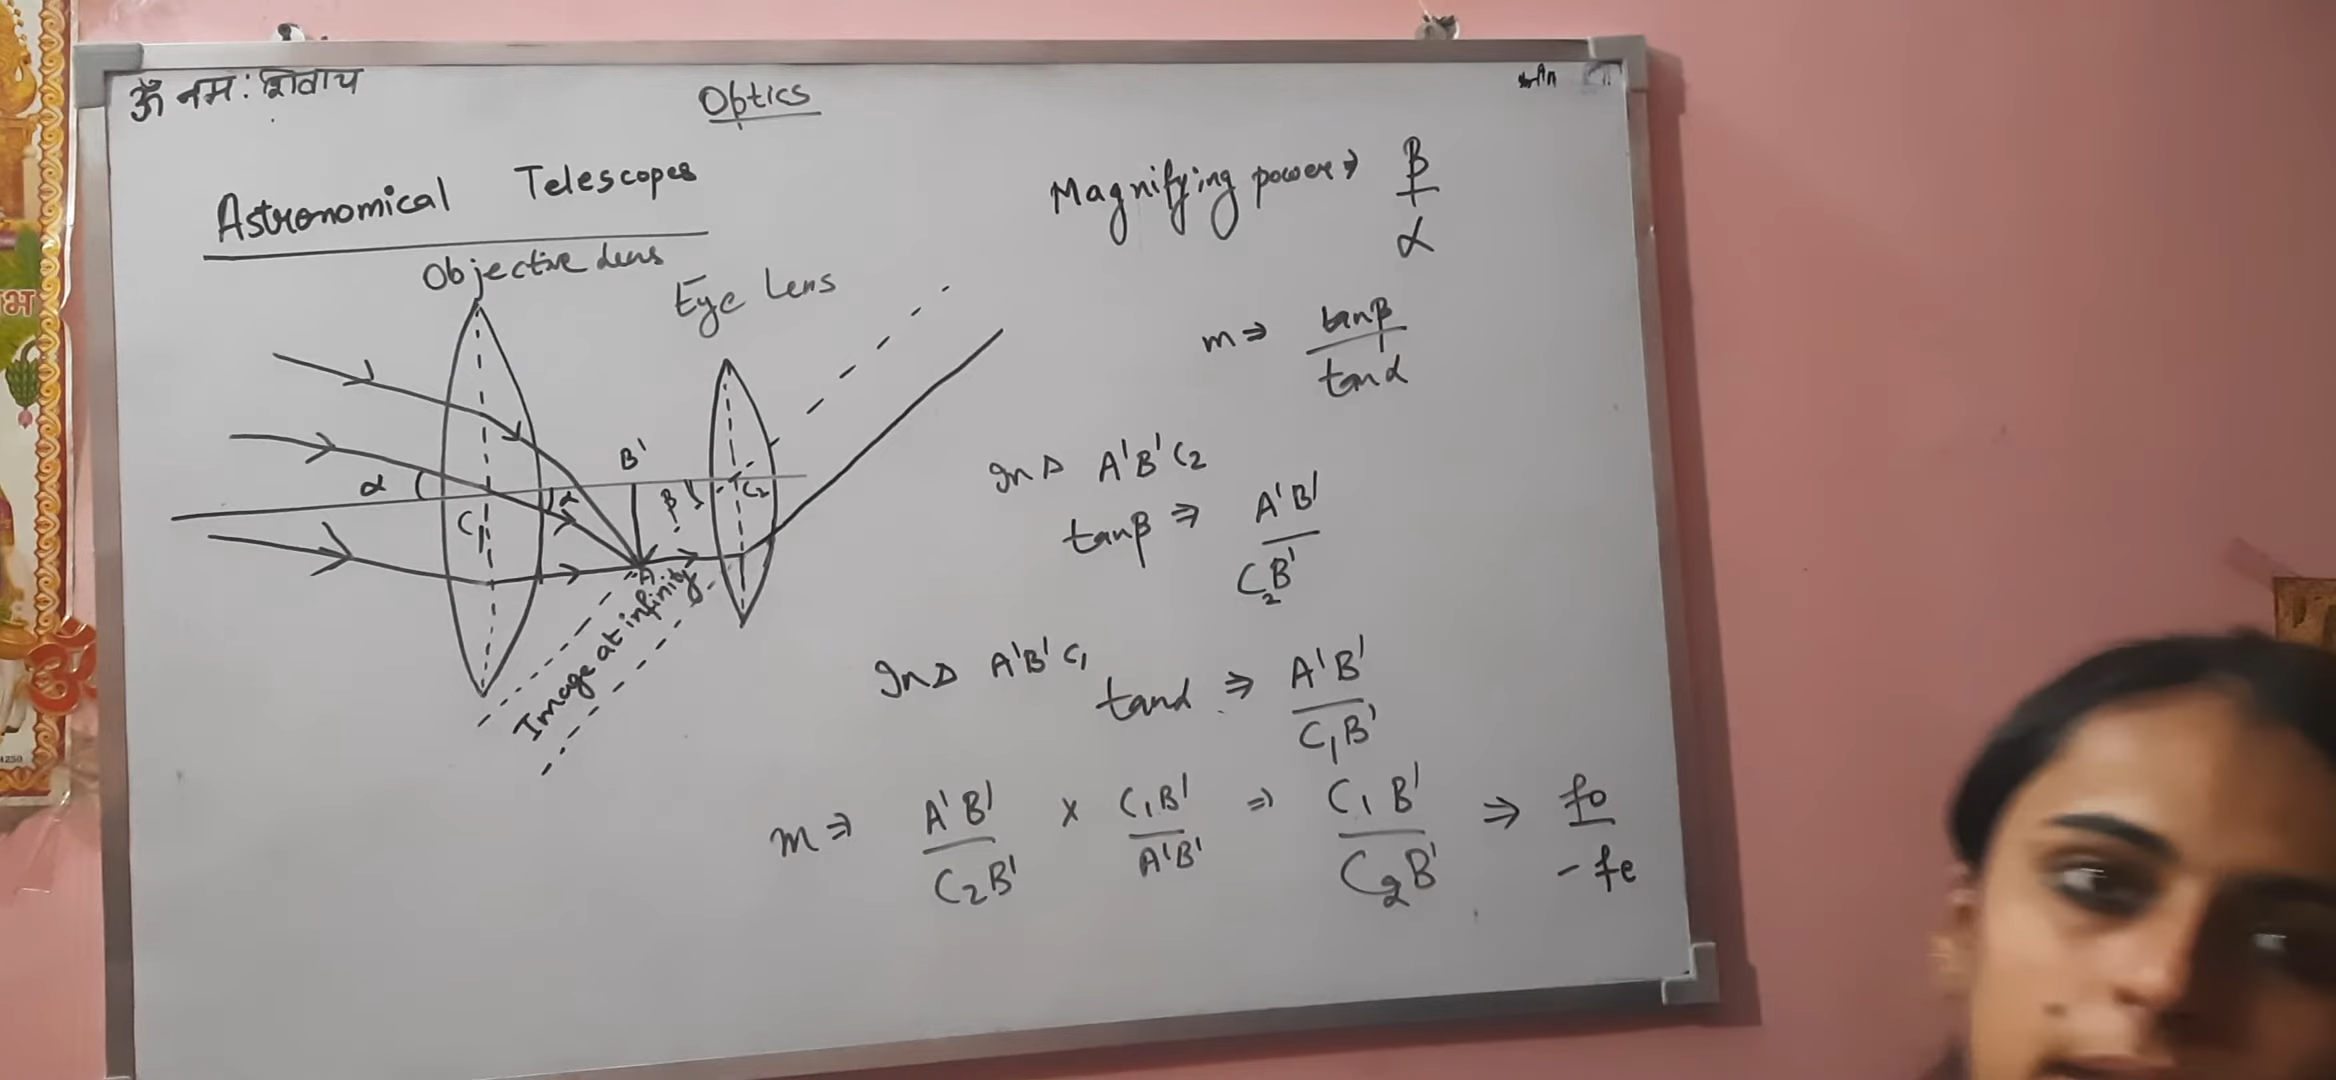 ॐ नम: शिवाय
Optics
Astronomical Telescopes
Objective lens
Eye Lens
B'
α
α
β
C₁
C₂
A
Image at infinity
Magnifying power ⇒ β/α
m ⇒ tanβ/tanα
In Δ A'B'C₂
tanβ ⇒ A'B'/C₂B'
In Δ A'B'C₁
tanα ⇒ A'B'/C₁B'
m ⇒ A'B'/C₂B' × C₁B'/A'B' ⇒ C₁B'/C₂B' ⇒ fo/-fe
भ
1250